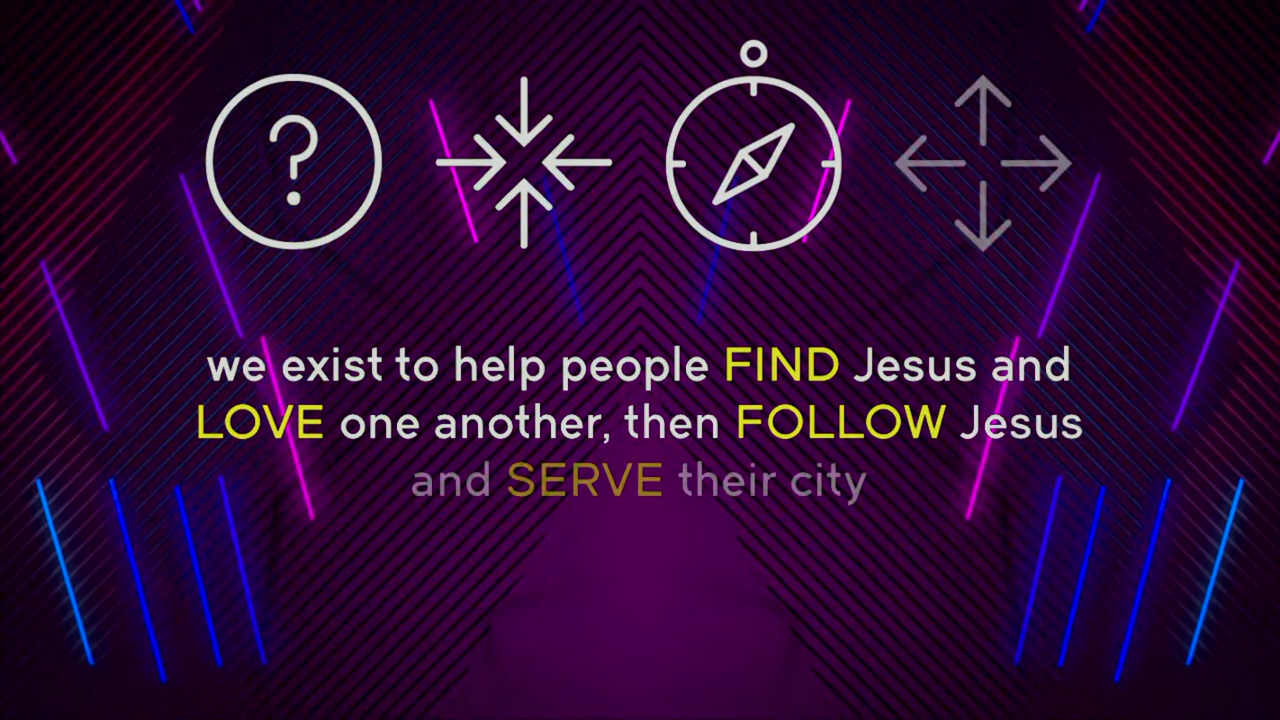 we exist to help people FIND Jesus and
LOVE one another, then FOLLOW Jesus
and SERVE their city